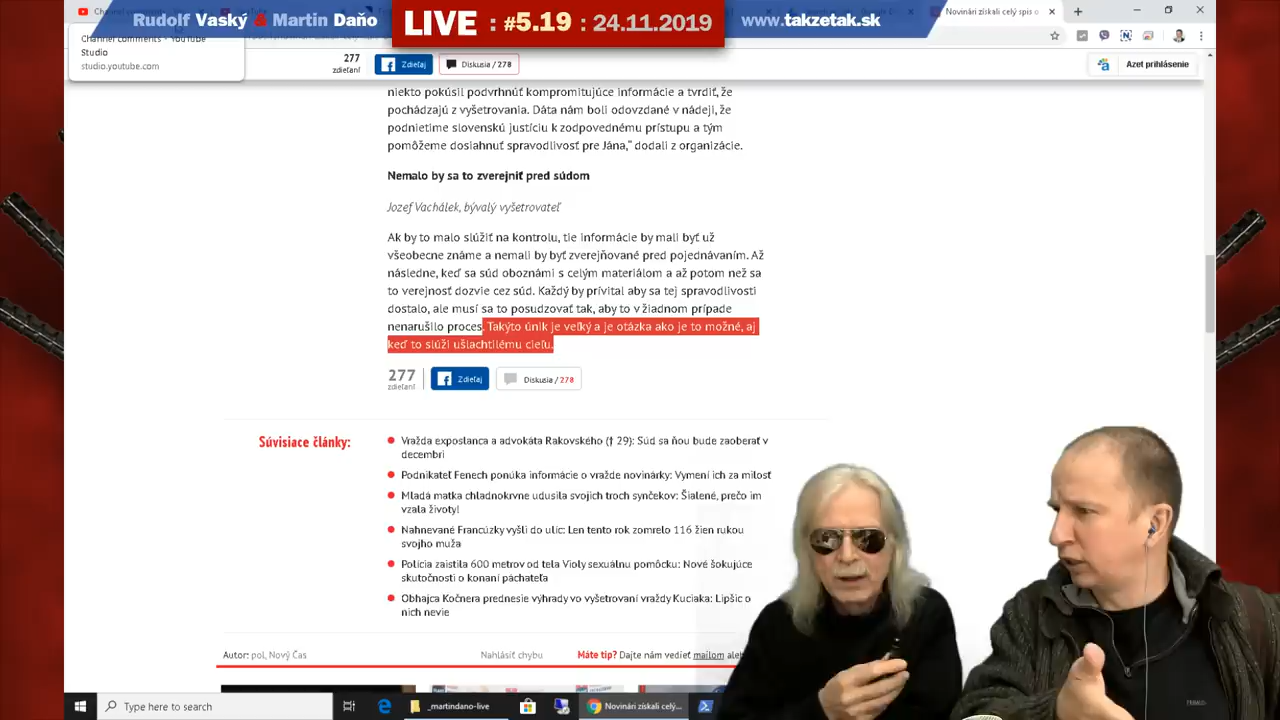 Rudolf Vaský & Martin Daňo
LIVE : #5.19 : 24.11.2019
www.takzetak.sk
Novinári získali celý spis o
Channel comments - YouTube
Studio
studio.youtube.com
277
zdieľaní
Zdieľaj
Diskusia / 278
Azet prihlásenie
niekto pokúsil podvrhnúť kompromitujúce informácie a tvrdiť, že
pochádzajú z vyšetrovania. Dáta nám boli odovzdané v nádeji, že
podnietime slovenskú justíciu k zodpovednému prístupu a tým
pomôžeme dosiahnuť spravodlivosť pre Jána,“ dodali z organizácie.
Nemalo by sa to zverejniť pred súdom
Jozef Vachálek, bývalý vyšetrovateľ
Ak by to malo slúžiť na kontrolu, tie informácie by mali byť už
všeobecne známe a nemali by byť zverejňované pred pojednávaním. Až
následne, keď sa súd oboznámi s celým materiálom a až potom než sa
to verejnosť dozvie cez súd. Každý by privítal aby sa tej spravodlivosti
dostalo, ale musí sa to posudzovať tak, aby to v žiadnom prípade
nenarušilo proces. Takýto únik je veľký a je otázka ako je to možné, aj
keď to slúži ušlachtilému cieľu.
277
zdieľaní
Zdieľaj
Diskusia / 278
Súvisiace články:
Vražda exposlanca a advokáta Rakovského († 29): Súd sa ňou bude zaoberať v
decembri
Podnikateľ Fenech ponúka informácie o vražde novinárky: Vymení ich za milosť
Mladá matka chladnokrvne udusila svojich troch synčekov: Šialené, prečo im
vzala životy!
Nahnevané Francúzky vyšli do ulíc: Len tento rok zomrelo 116 žien rukou
svojho muža
Polícia zaistila 600 metrov od tela Violy sexuálnu pomôcku: Nové šokujúce
skutočnosti o konaní páchateľa
Obhajca Kočnera prednesie výhrady vo vyšetrovaní vraždy Kuciaka: Lipšic o
nich nevie
Autor: pol, Nový Čas
Nahlásiť chybu
Máte tip? Dajte nám vedieť mailom aleb
Type here to search
_martindano-live
Novinári získali celý...